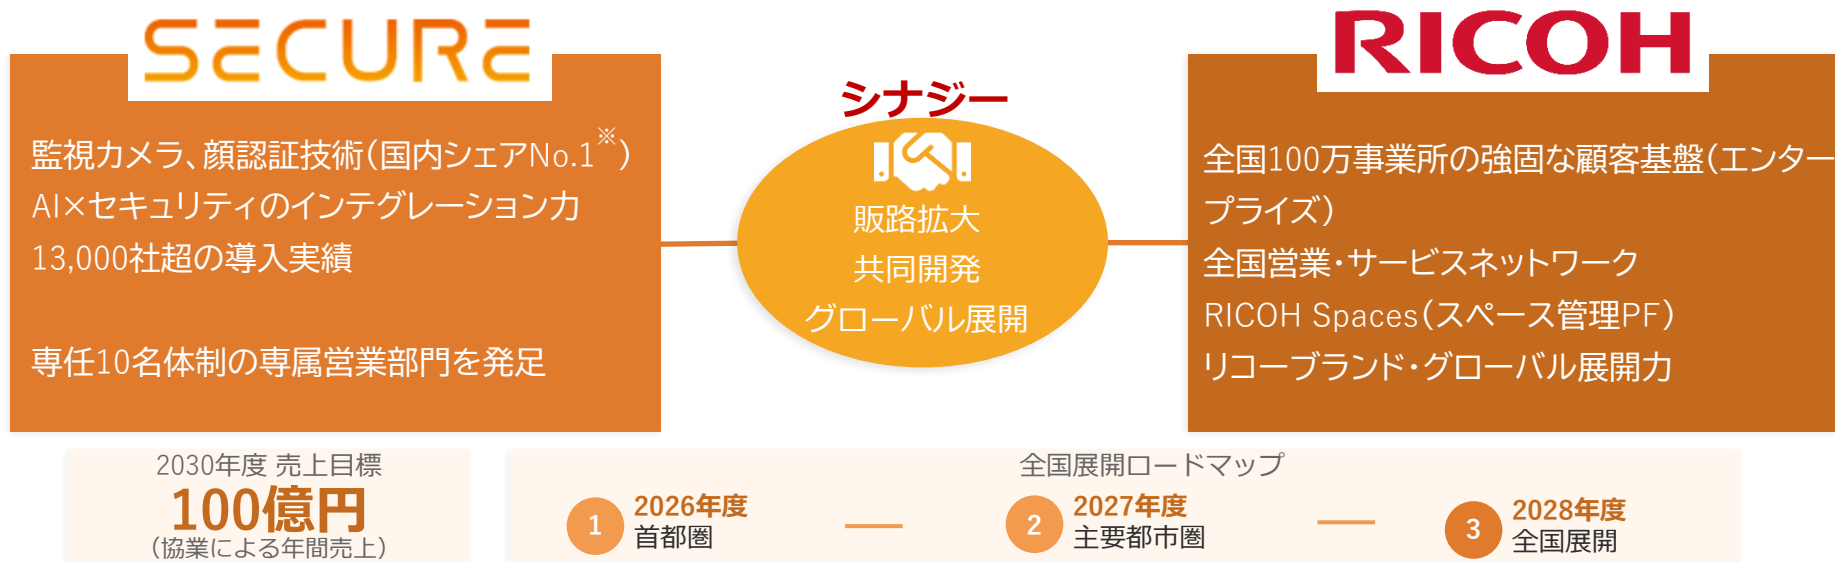 SECURE
監視カメラ、顔認証技術（国内シェアNo.1※）
AI×セキュリティのインテグレーション力
13,000社超の導入実績
専任10名体制の専属営業部門を発足
シナジー
販路拡大
共同開発
グローバル展開
RICOH
全国100万事業所の強固な顧客基盤（エンター
プライズ）
全国営業・サービスネットワーク
RICOH Spaces（スペース管理PF）
リコーブランド・グローバル展開力
2030年度 売上目標
100億円
（協業による年間売上）
全国展開ロードマップ
1
2026年度
首都圏
2
2027年度
主要都市圏
3
2028年度
全国展開